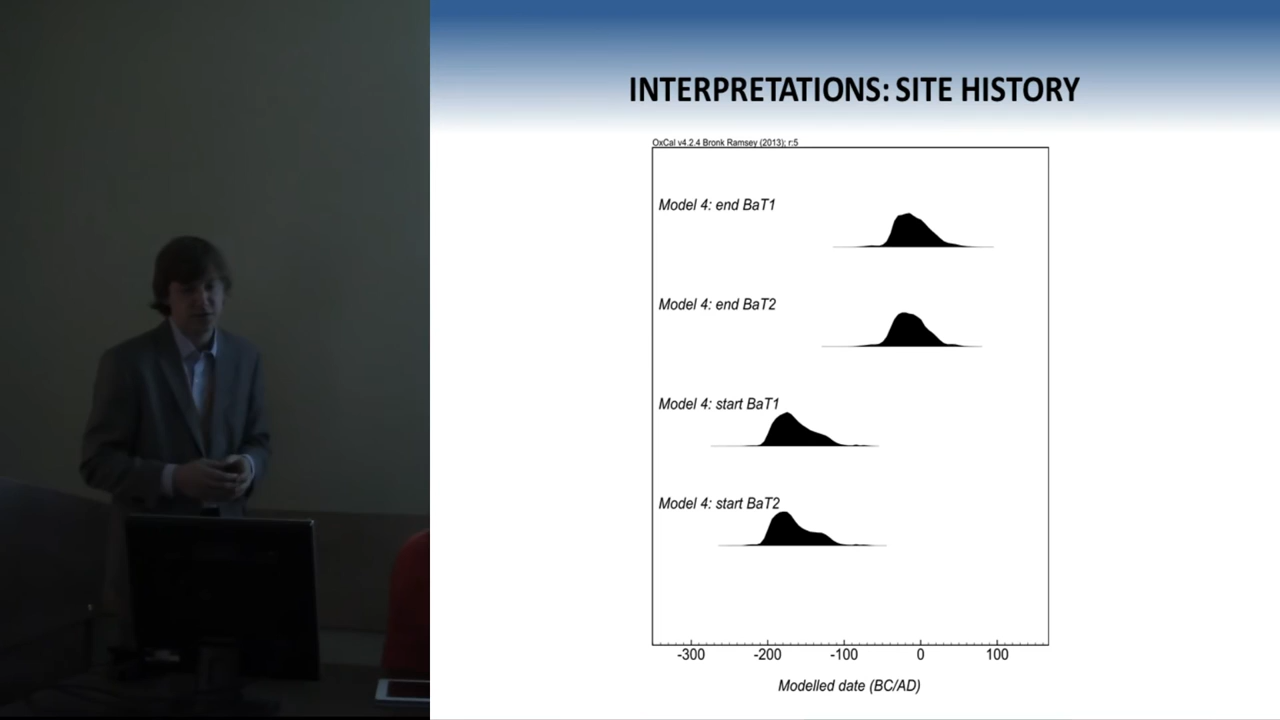 INTERPRETATIONS: SITE HISTORY
OxCal v4.2.4 Bronk Ramsey (2013); r:5
Model 4: end BaT1
Model 4: end BaT2
Model 4: start BaT1
Model 4: start BaT2
-300 -200 -100 0 100
Modelled date (BC/AD)